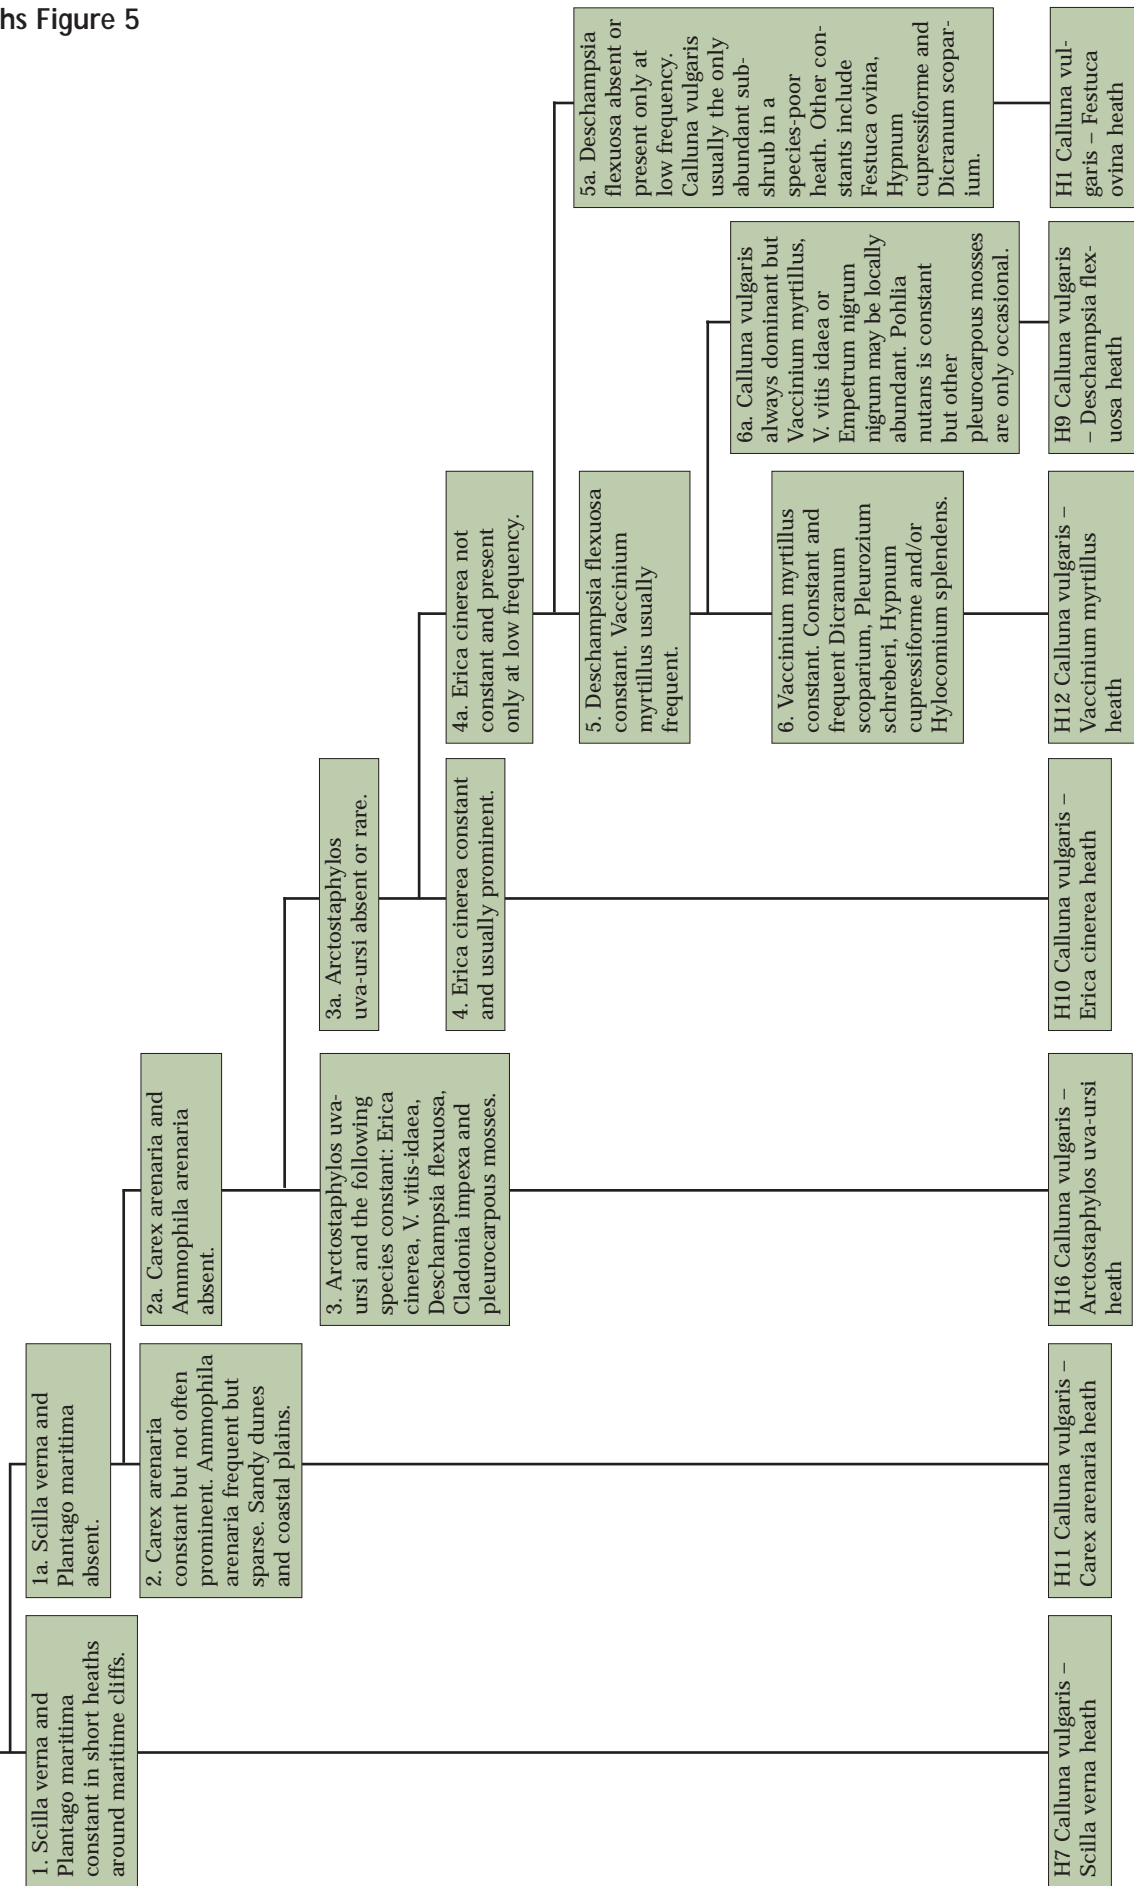 hs Figure 5
1. Scilla verna and
Plantago maritima
constant in short heaths
around maritime cliffs.
1a. Scilla verna and
Plantago maritima
absent.
2. Carex arenaria
constant but not often
prominent. Ammophila
arenaria frequent but
sparse. Sandy dunes
and coastal plains.
2a. Carex arenaria and
Ammophila arenaria
absent.
3. Arctostaphylos uva-
ursi and the following
species constant: Erica
cinerea, V. vitis-idaea,
Deschampsia flexuosa,
Cladonia impexa and
pleurocarpous mosses.
3a. Arctostaphylos
uva-ursi absent or rare.
4. Erica cinerea constant
and usually prominent.
4a. Erica cinerea not
constant and present
only at low frequency.
5. Deschampsia flexuosa
constant. Vaccinium
myrtillus usually
frequent.
5a. Deschampsia
flexuosa absent or
present only at
low frequency.
Calluna vulgaris
usually the only
abundant sub-
shrub in a
species-poor
heath. Other con-
stants include
Festuca ovina,
Hypnum
cupressiforme and
Dicranum scopar-
ium.
6. Vaccinium myrtillus
constant. Constant and
frequent Dicranum
scoparium, Pleurozium
schreberi, Hypnum
cupressiforme and/or
Hylocomium splendens.
6a. Calluna vulgaris
always dominant but
Vaccinium myrtillus,
V. vitis idaea or
Empetrum nigrum
nigrum may be locally
abundant. Pohlia
nutans is constant
but other
pleurocarpous mosses
are only occasional.
H7 Calluna vulgaris –
Scilla verna heath
H11 Calluna vulgaris –
Carex arenaria heath
H16 Calluna vulgaris –
Arctostaphylos uva-ursi
heath
H10 Calluna vulgaris –
Erica cinerea heath
H12 Calluna vulgaris –
Vaccinium myrtillus
heath
H9 Calluna vulgaris
– Deschampsia flex-
uosa heath
H1 Calluna vul-
garis – Festuca
ovina heath